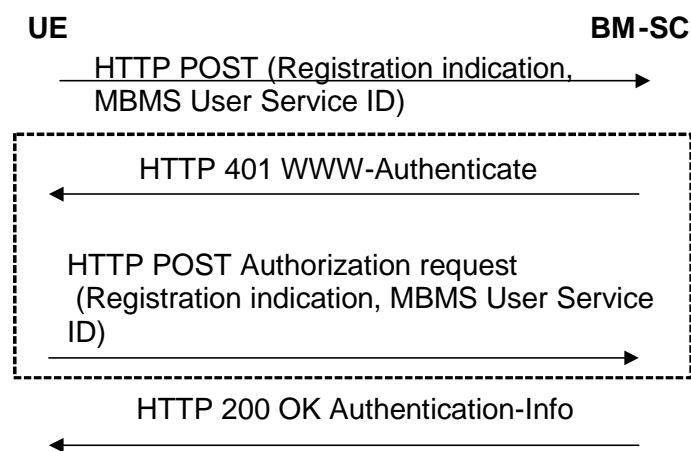 UE BM-SC
HTTP POST (Registration indication,
MBMS User Service ID)
HTTP 401 WWW-Authenticate
HTTP POST Authorization request
(Registration indication, MBMS User Service
ID)
HTTP 200 OK Authentication-Info